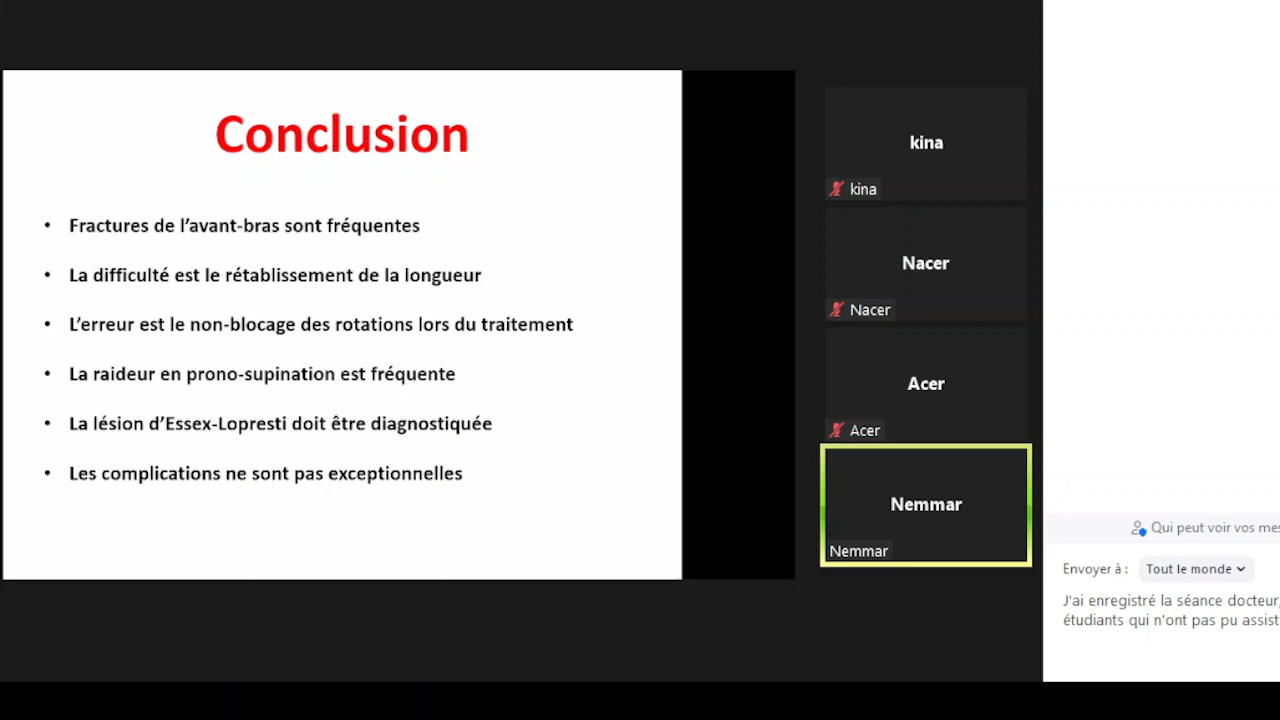 Conclusion
• Fractures de l’avant-bras sont fréquentes
• La difficulté est le rétablissement de la longueur
• L’erreur est le non-blocage des rotations lors du traitement
• La raideur en prono-supination est fréquente
• La lésion d’Essex-Lopresti doit être diagnostiquée
• Les complications ne sont pas exceptionnelles
kina
kina
Nacer
Nacer
Acer
Acer
Nemmar
Nemmar
Qui peut voir vos
Envoyer à : Tout le monde
J'ai enregistré la séance docteur,
étudiants qui n'ont pas pu